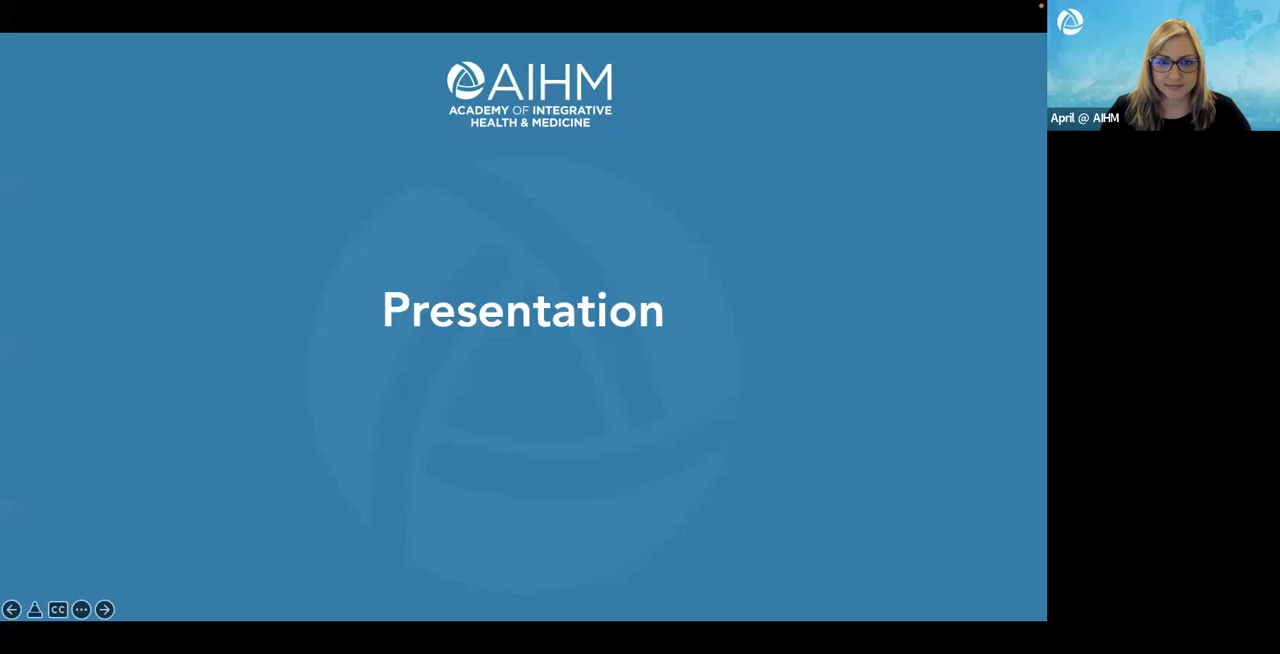 AIHM
ACADEMY OF INTEGRATIVE
HEALTH & MEDICINE
Presentation
April @ AIHM
CC